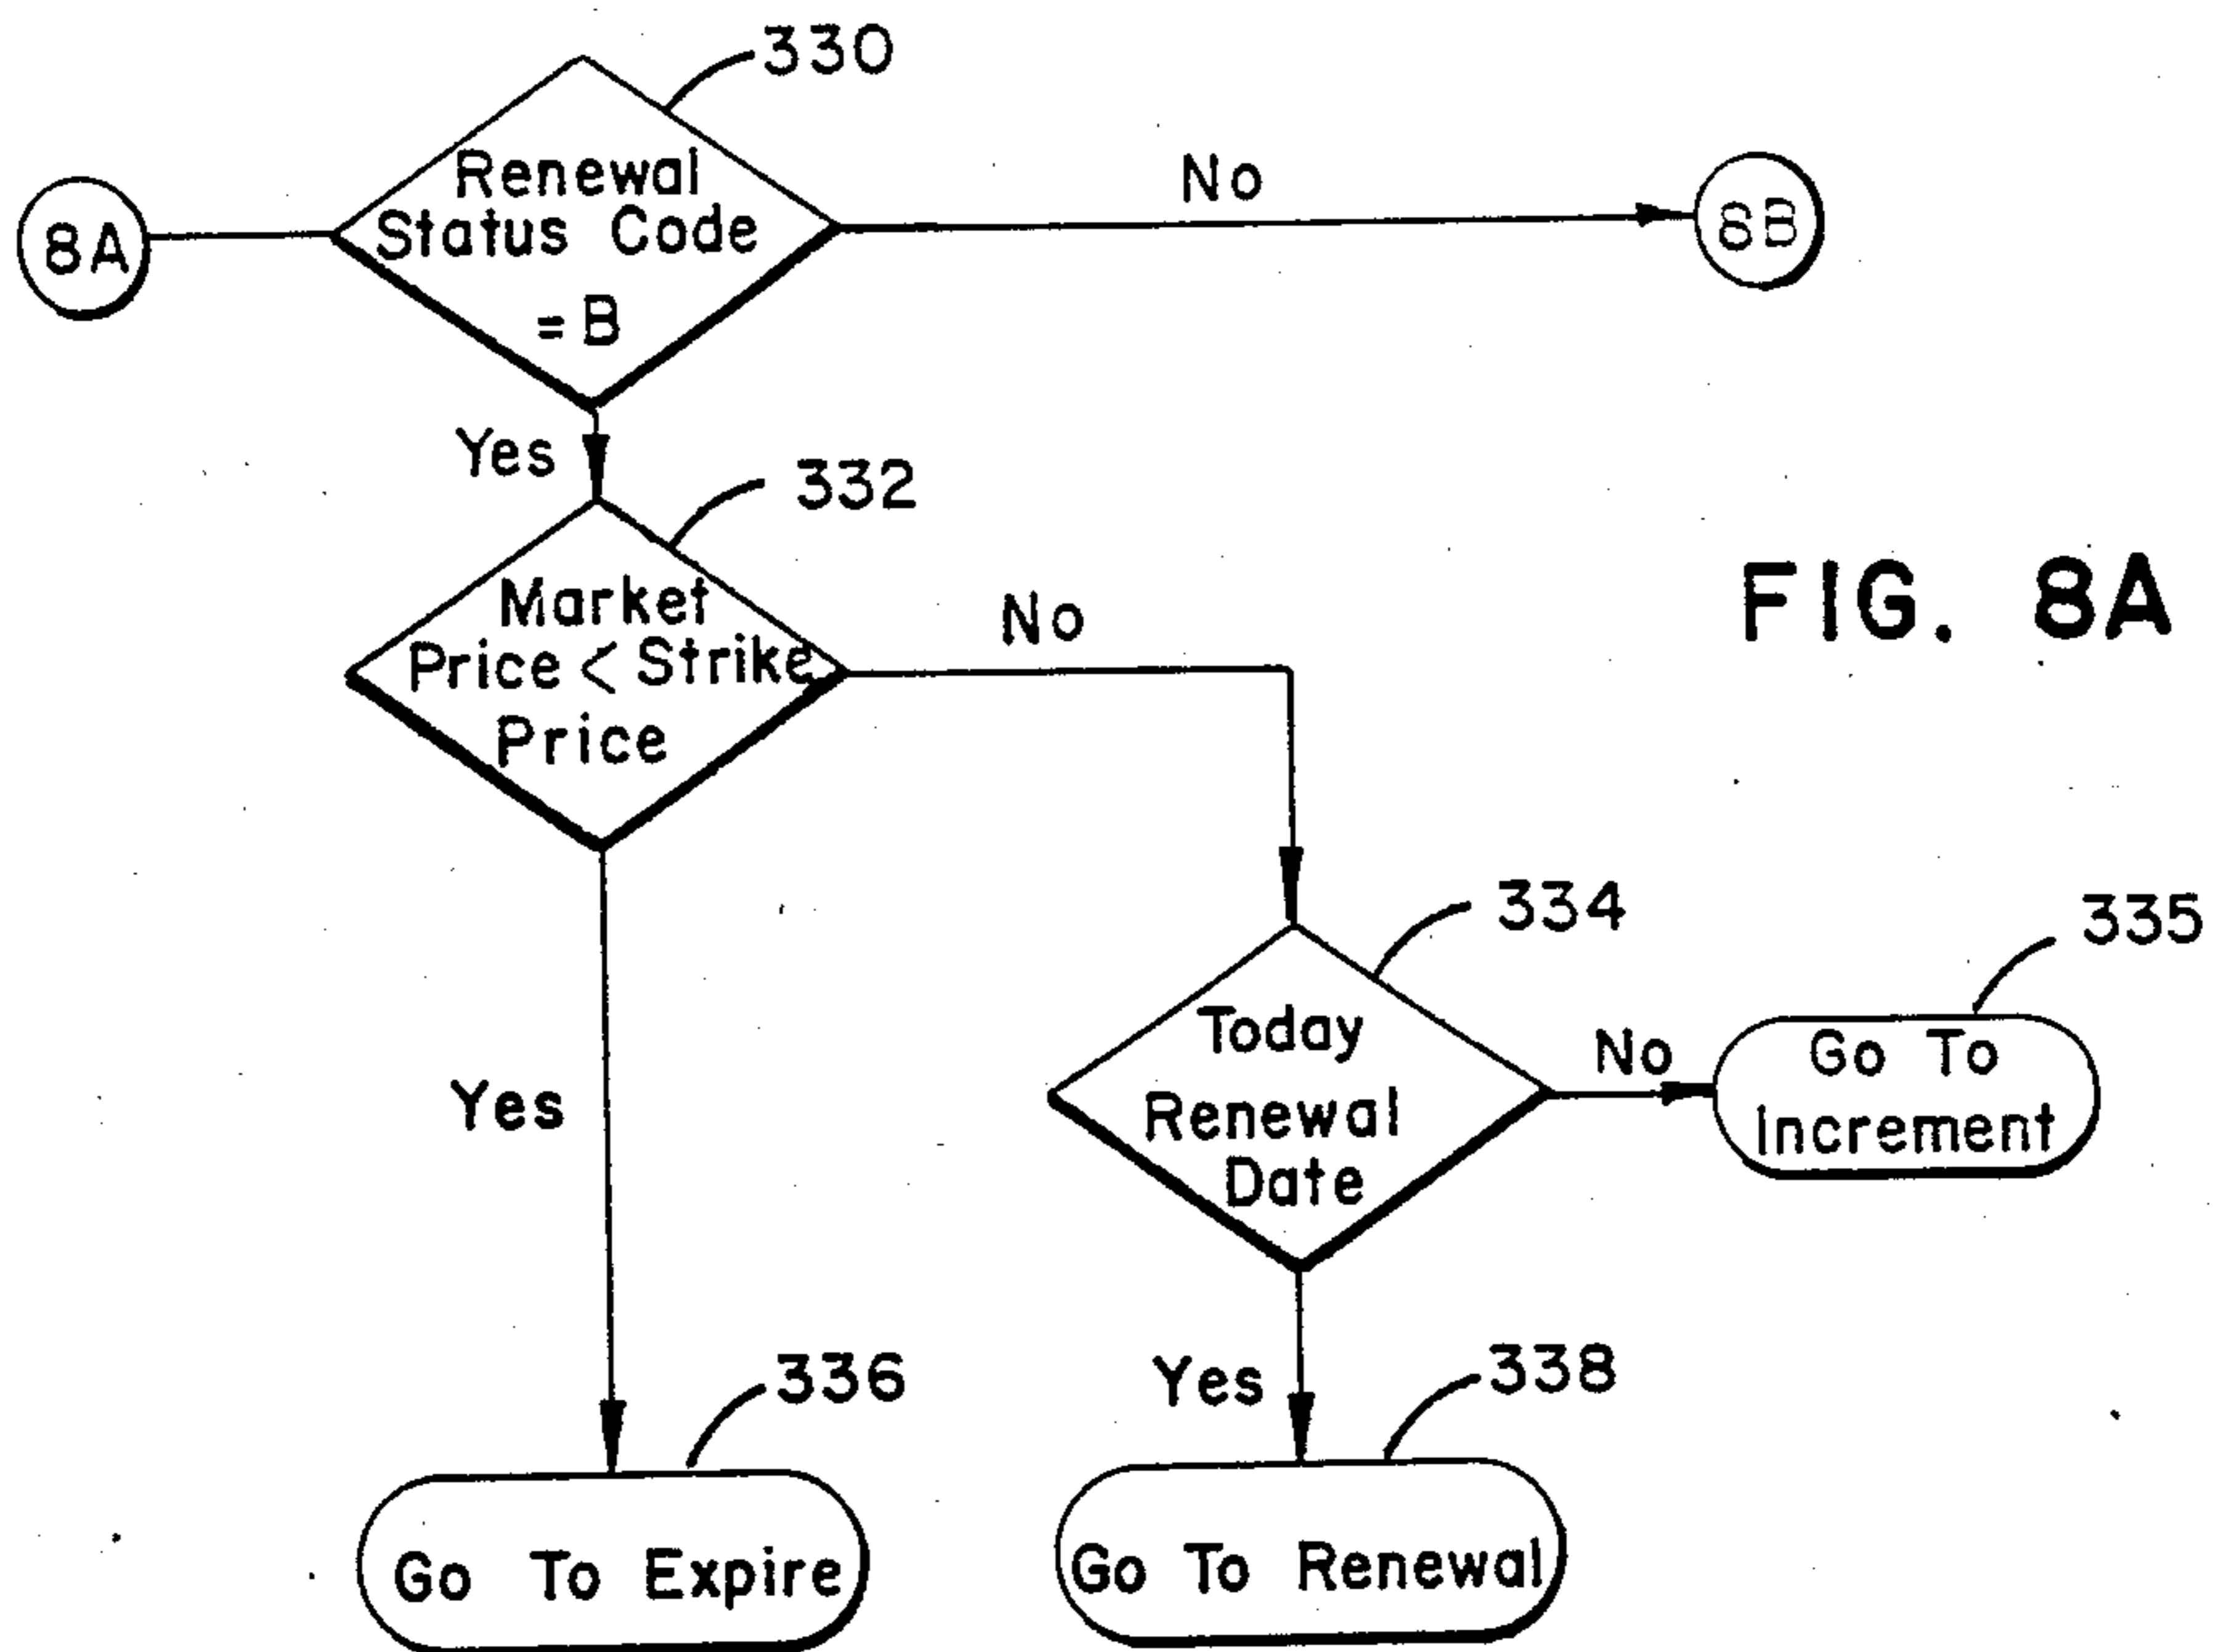 330
Renewal
Status Code
= B
8A
No
8B
Yes
332
Market
Price < Strike
Price
No
FIG. 8A
334
335
Today
Renewal
Date
No
Go To
Increment
Yes
Yes
336
338
Go To Expire
Go To Renewal